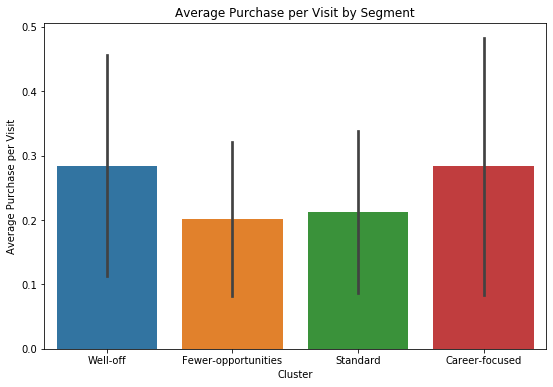 Average Purchase per Visit by Segment
Average Purchase per Visit
0.5
0.4
0.3
0.2
0.1
0.0
Well-off
Fewer-opportunities
Standard
Career-focused
Cluster